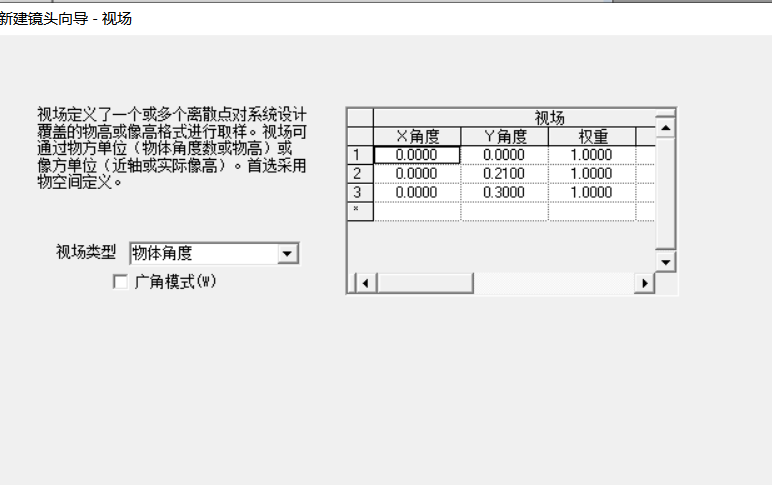 新建镜头向导 - 视场
视场定义了一个或多个离散点对系统设计
覆盖的物高或像高格式进行取样。视场可
通过物方单位（物体角度数或物高）或
像方单位（近轴或实际像高）。首选采用
物空间定义。
视场类型 物体角度
广角模式(W)
视场
X角度 Y角度 权重
1 0.0000 0.0000 1.0000
2 0.0000 0.2100 1.0000
3 0.0000 0.3000 1.0000
*